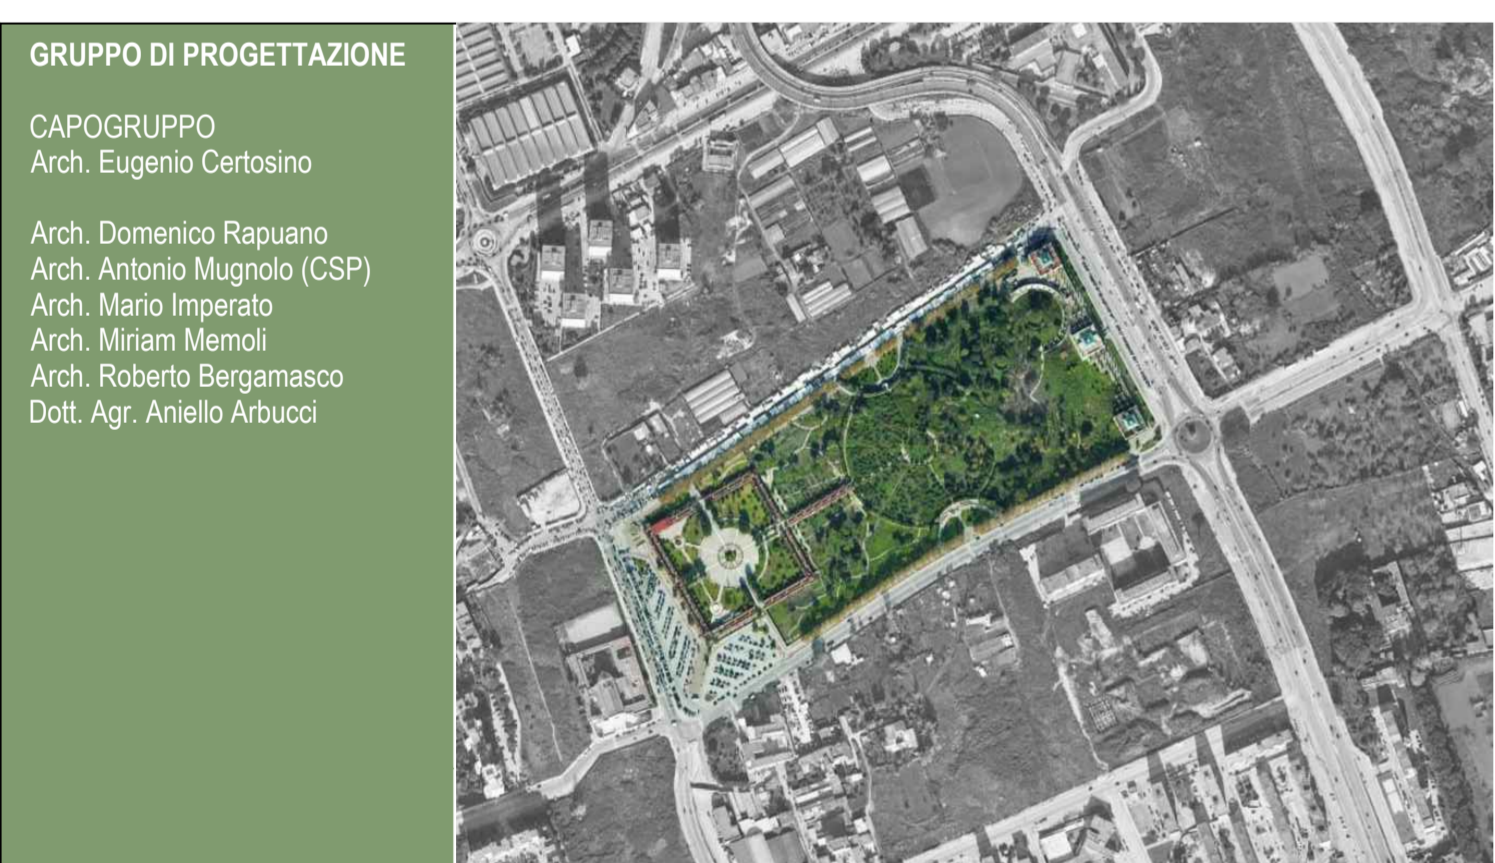 GRUPPO DI PROGETTAZIONE
CAPOGRUPPO
Arch. Eugenio Certosino
Arch. Domenico Rapuano
Arch. Antonio Mugnolo (CSP)
Arch. Mario Imperato
Arch. Miriam Memoli
Arch. Roberto Bergamasco
Dott. Agr. Aniello Arbucci